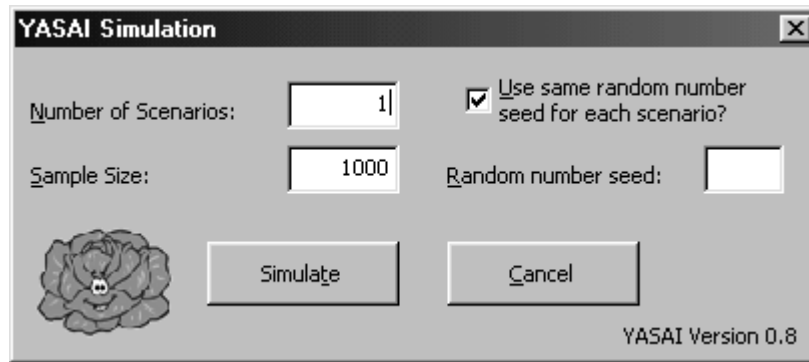 YASAI Simulation
Number of Scenarios:
1
Use same random number
seed for each scenario?
Sample Size:
1000
Random number seed:
Simulate
Cancel
YASAI Version 0.8